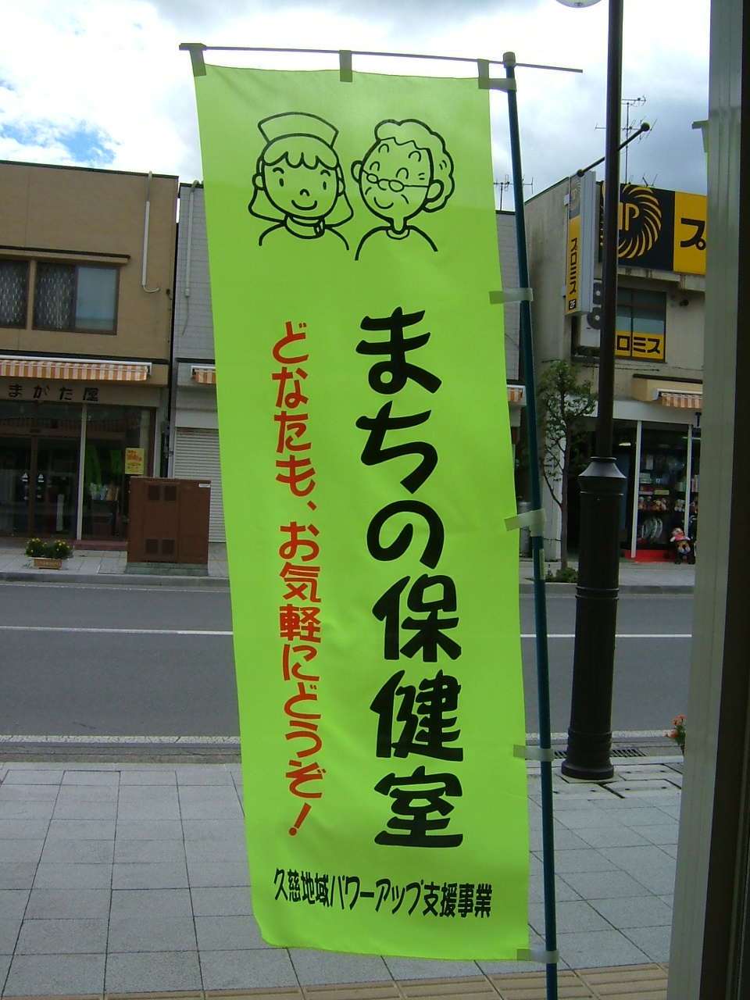 まちの保健室
どなたも、お気軽にどうぞ!
久慈地域パワーアップ支援事業
まがた屋
プロミス
プ
ロミス